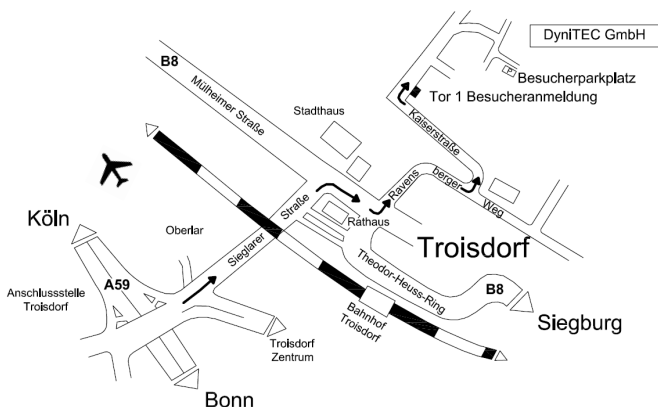 DyniTEC GmbH
B8
Mülheimer Straße
P
Besucherparkplatz
Tor 1 Besucheranmeldung
Stadthaus
Kaiserstraße
Ravens
berger
Weg
Straße
Rathaus
Köln
Oberlar
Sieglarer
Troisdorf
Theodor-Heuss-Ring
A59
B8
Anschlussstelle
Troisdorf
Siegburg
Bahnhof
Troisdorf
Troisdorf
Zentrum
Bonn